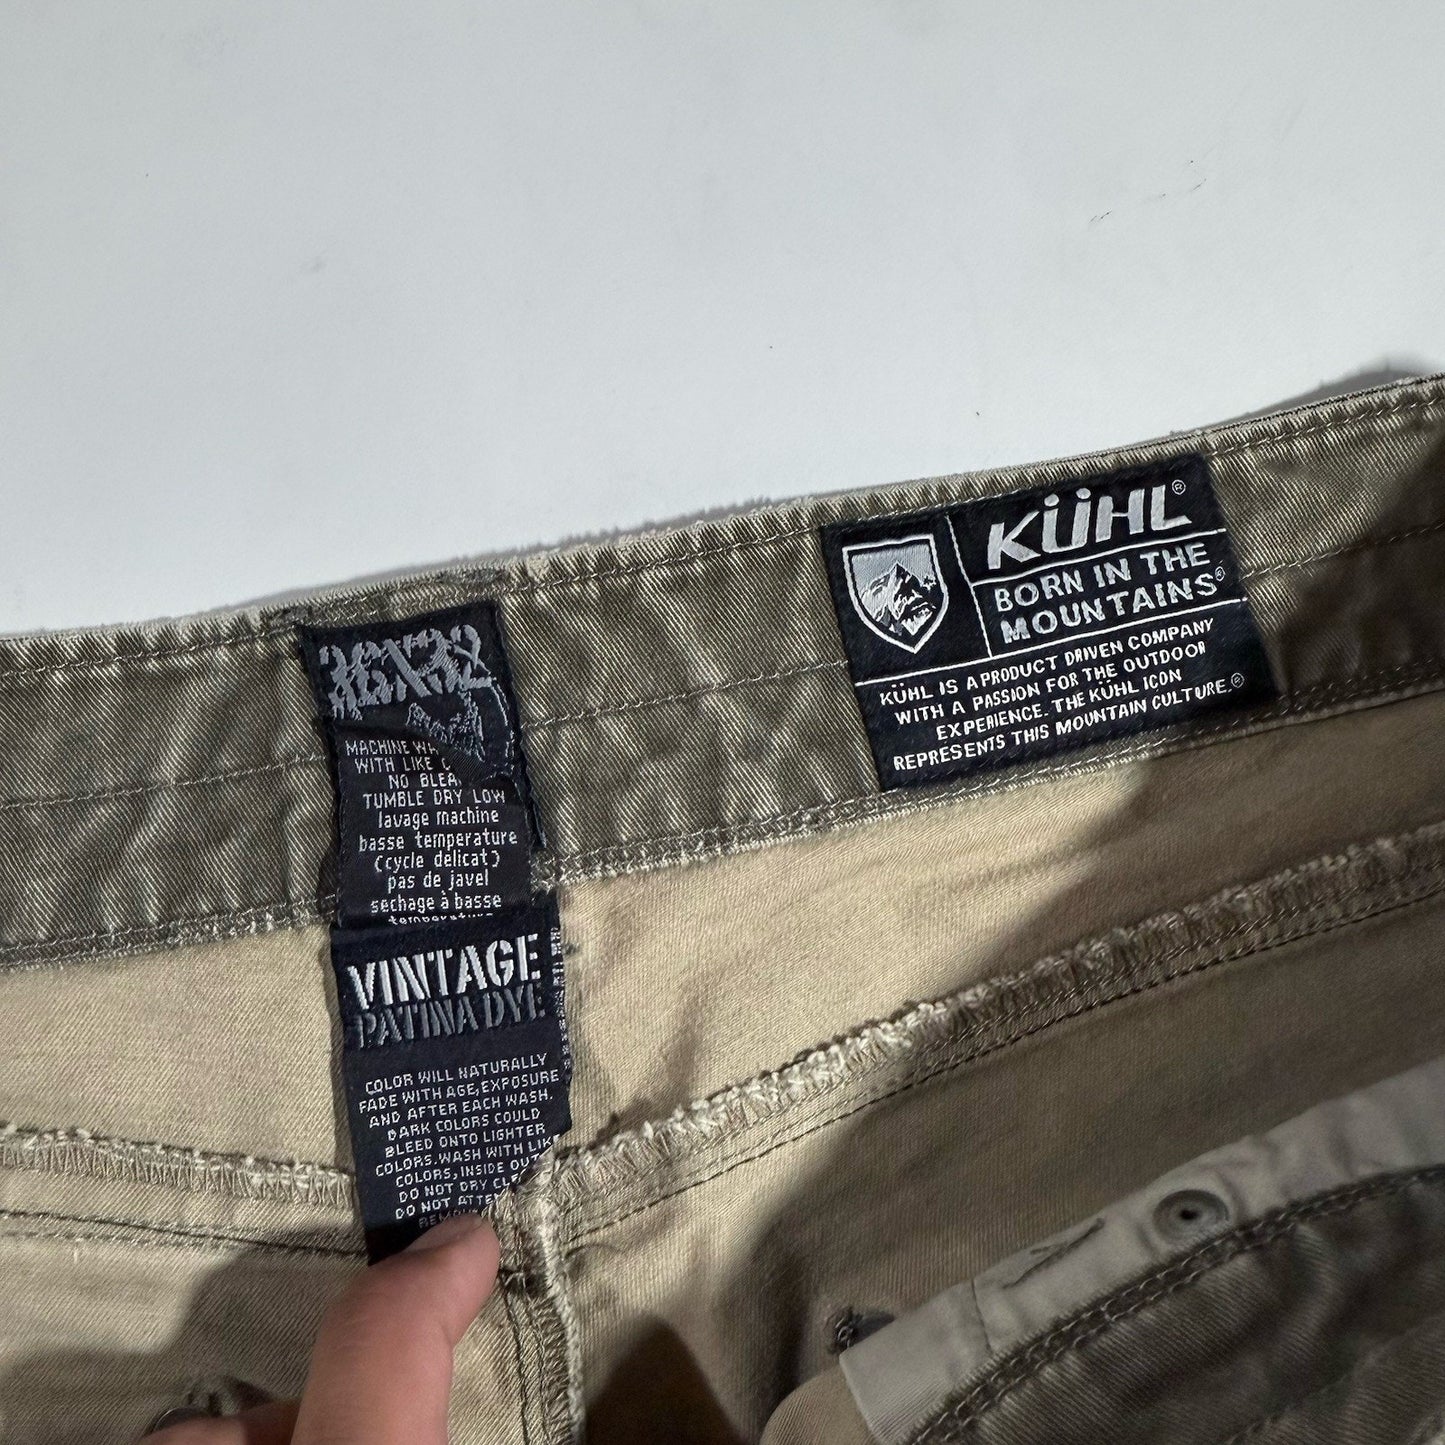 36X32
MACHINE WA
WITH LIKE C
NO BLEA
TUMBLE DRY LOW
lavage machine
basse temperature
(cycle delicat)
pas de javel
sechage à basse
temperature
VINTAGE
PATINA DYE
COLOR WILL NATURALLY
FADE WITH AGE, EXPOSURE
AND AFTER EACH WASH.
DARK COLORS COULD
BLEED ONTO LIGHTER
COLORS. WASH WITH LIK
COLORS, INSIDE OUT
DO NOT DRY CLE
DO NOT ATTE
KÜHL®
BORN IN THE
MOUNTAINS®
KÜHL IS A PRODUCT DRIVEN COMPANY
WITH A PASSION FOR THE OUTDOOR
EXPERIENCE. THE KÜHL ICON
REPRESENTS THIS MOUNTAIN CULTURE.®